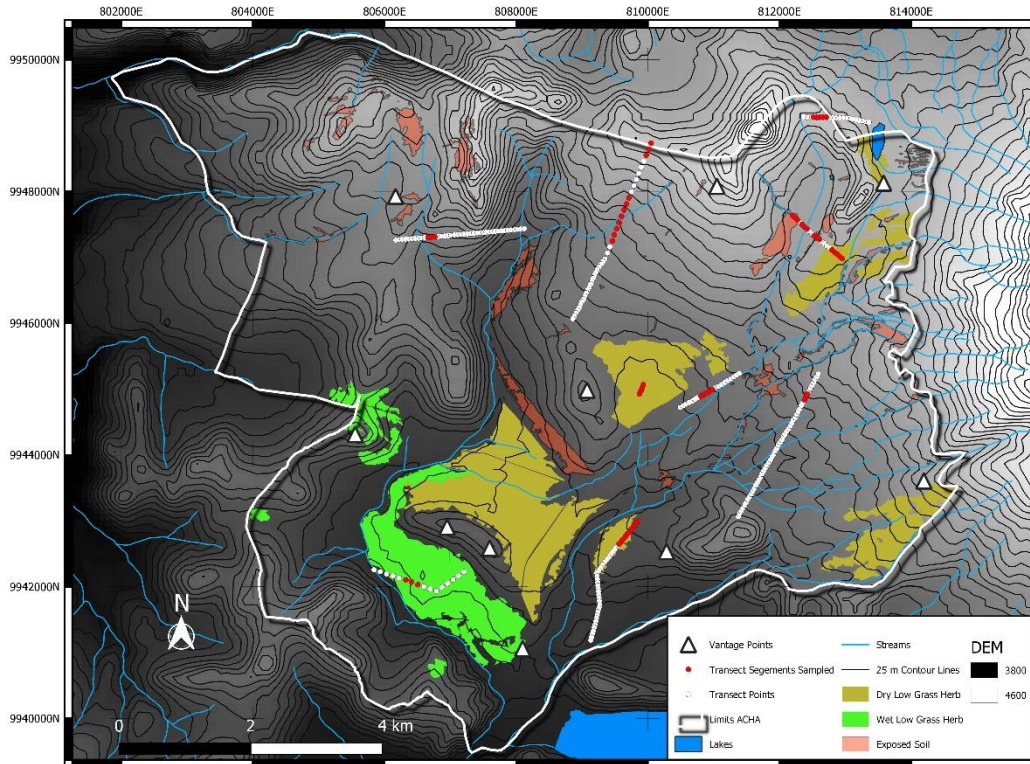 802000E 804000E 806000E 808000E 810000E 812000E 814000E
9950000N
9948000N
9946000N
9944000N
9942000N
9940000N
N
0 2 4 km
Vantage Points
Transect Segements Sampled
Transect Points
Limits ACHA
Lakes
Streams
25 m Contour Lines
Dry Low Grass Herb
Wet Low Grass Herb
Exposed Soil
DEM
3800
4600